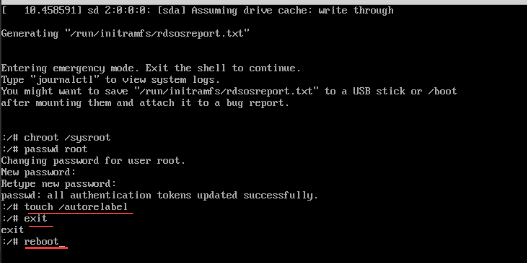 [   10.458591] sd 2:0:0:0: [sda] Assuming drive cache: write through
Generating "/run/initramfs/rdsosreport.txt"
Entering emergency mode. Exit the shell to continue.
Type "journalctl" to view system logs.
You might want to save "/run/initramfs/rdsosreport.txt" to a USB stick or /boot
after mounting them and attach it to a bug report.
:/# chroot /sysroot
:/# passwd root
Changing password for user root.
New password:
Retype new password:
passwd: all authentication tokens updated successfully.
:/# touch /autorelabel
:/# exit
exit
:/# reboot_